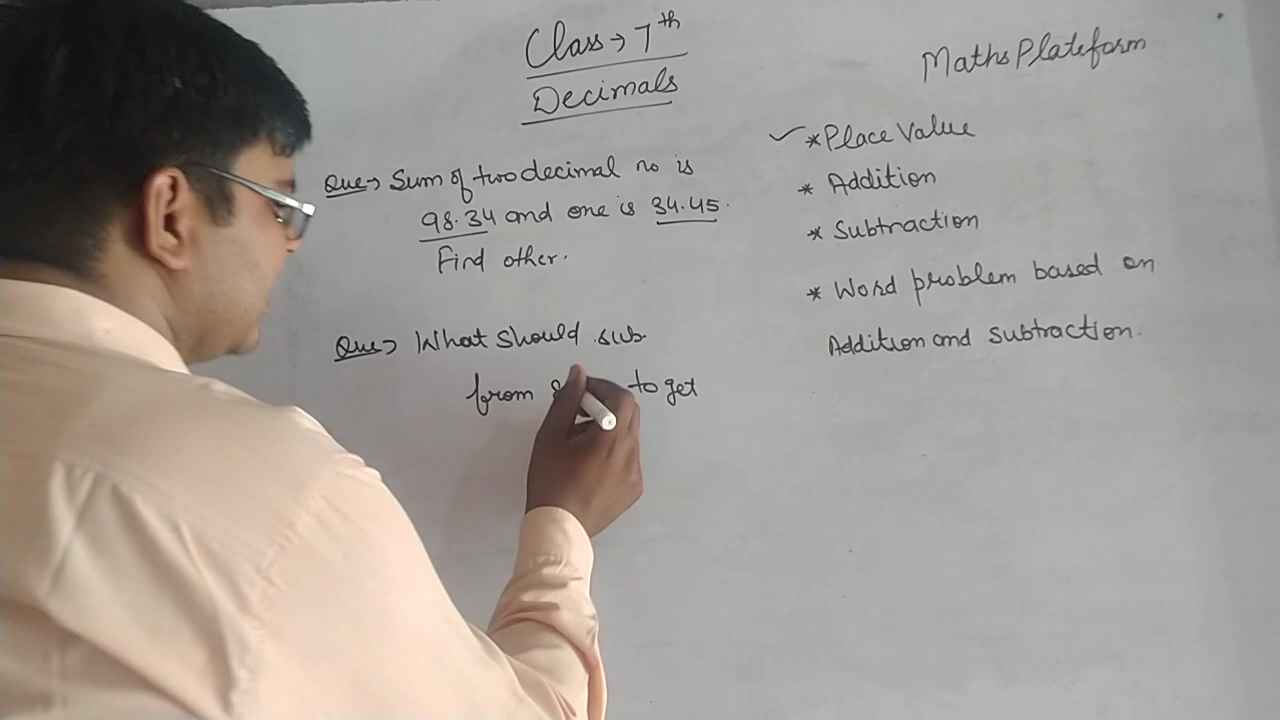 Class → 7th
Decimals
Que → Sum of two decimal no is
98.34 and one is 34.45.
Find other.
Que → What should sub
from to get
Maths Plateform
✓ * Place Value
* Addition
* Subtraction
* Word problem based on
Addition and subtraction.